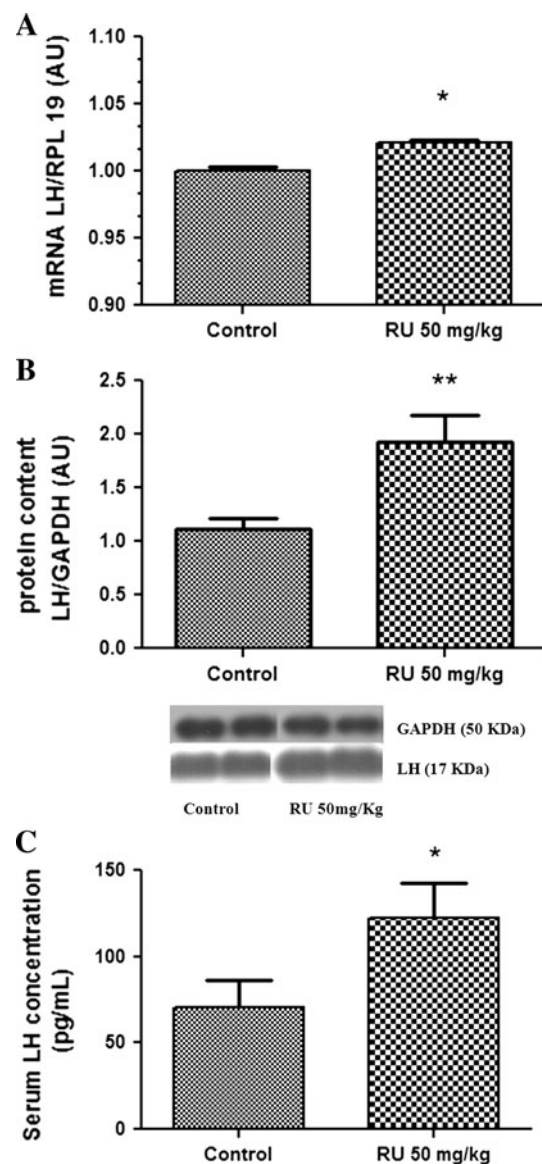 A
mRNA LH/RPL 19 (AU)
1.10
1.05
1.00
0.95
0.90
*
Control
RU 50 mg/kg
B
protein content
LH/GAPDH (AU)
2.5
2.0
1.5
1.0
0.5
0.0
**
Control
RU 50 mg/kg
GAPDH (50 KDa)
LH (17 KDa)
Control
RU 50mg/Kg
C
Serum LH concentration
(pg/mL)
150
100
50
0
*
Control
RU 50 mg/kg